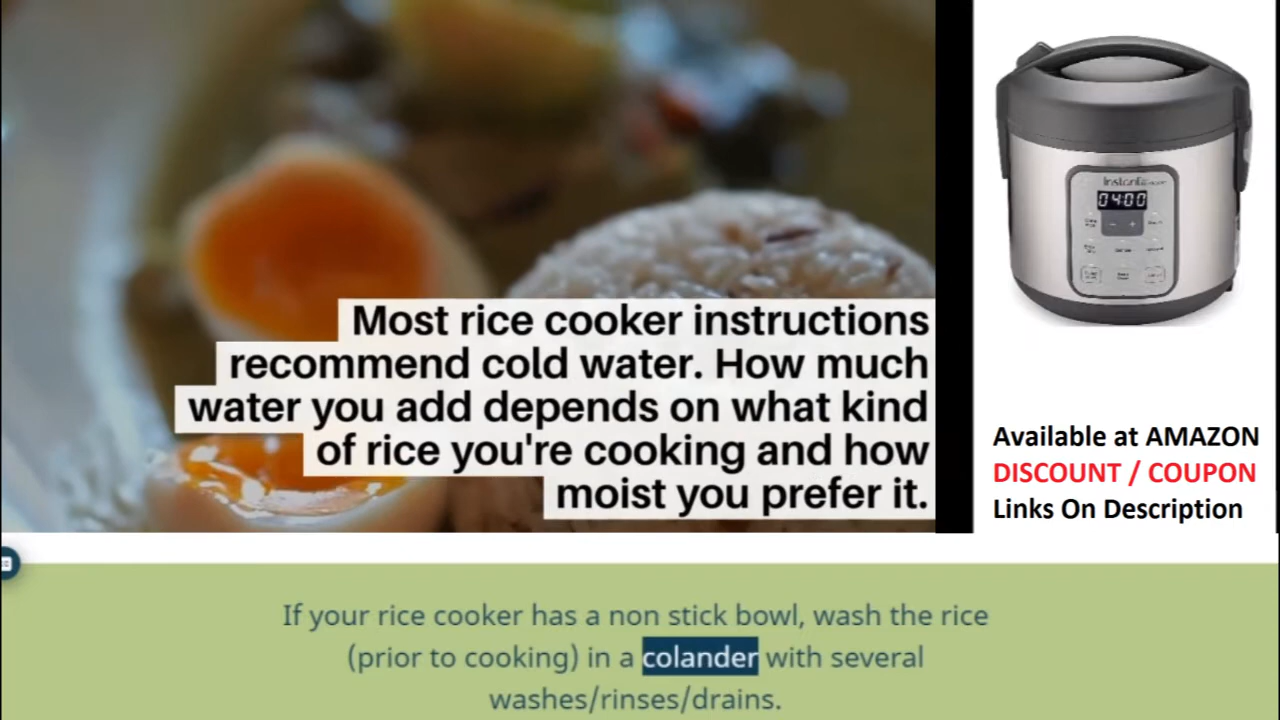 Most rice cooker instructions
recommend cold water. How much
water you add depends on what kind
of rice you're cooking and how
moist you prefer it.
Instant
04:00
- +
Available at AMAZON
DISCOUNT / COUPON
Links On Description
If your rice cooker has a non stick bowl, wash the rice
(prior to cooking) in a colander with several
washes/rinses/drains.